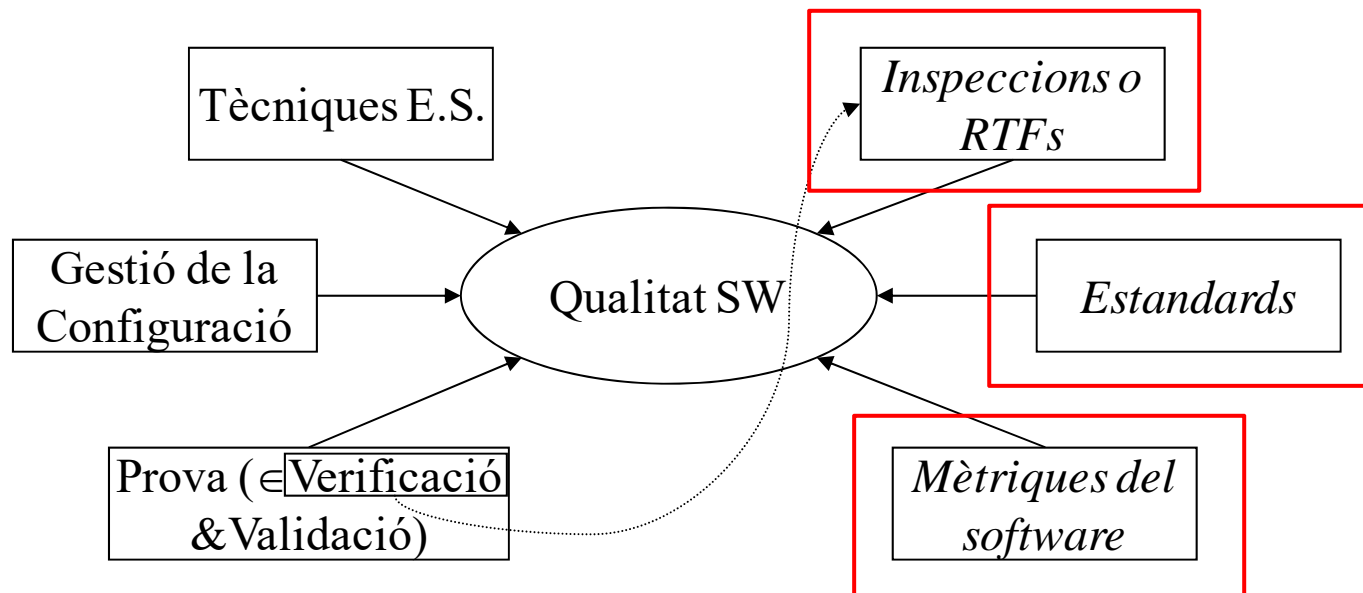 Tècniques E.S.
Inspeccions o
RTFs
Gestió de la
Configuració
Qualitat SW
Estandards
Prova (∈Verificació
&Validació)
Mètriques del
software